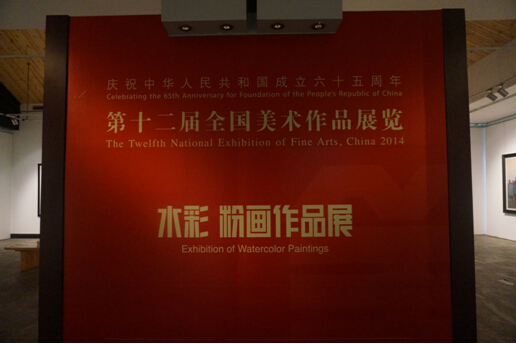 庆祝中华人民共和国成立六十五周年
Celebrating the 65th Anniversary for Foundation of the People's Republic of China
第十二届全国美术作品展览
The Twelfth National Exhibition of Fine Arts, China 2014
水彩 粉画作品展
Exhibition of Watercolor Paintings